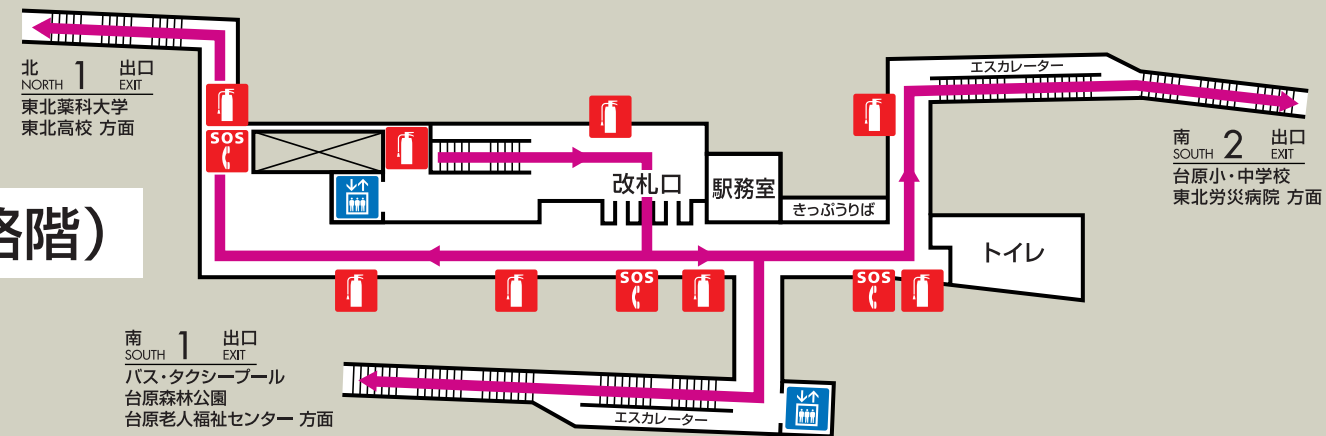 北 1 出口
NORTH EXIT
東北薬科大学
東北高校 方面
SOS
改札口
駅務室
きっぷうりば
エスカレーター
南 2 出口
SOUTH EXIT
台原小・中学校
東北労災病院 方面
階）
トイレ
SOS
SOS
南 1 出口
SOUTH EXIT
バス・タクシープール
台原森林公園
台原老人福祉センター 方面
エスカレーター